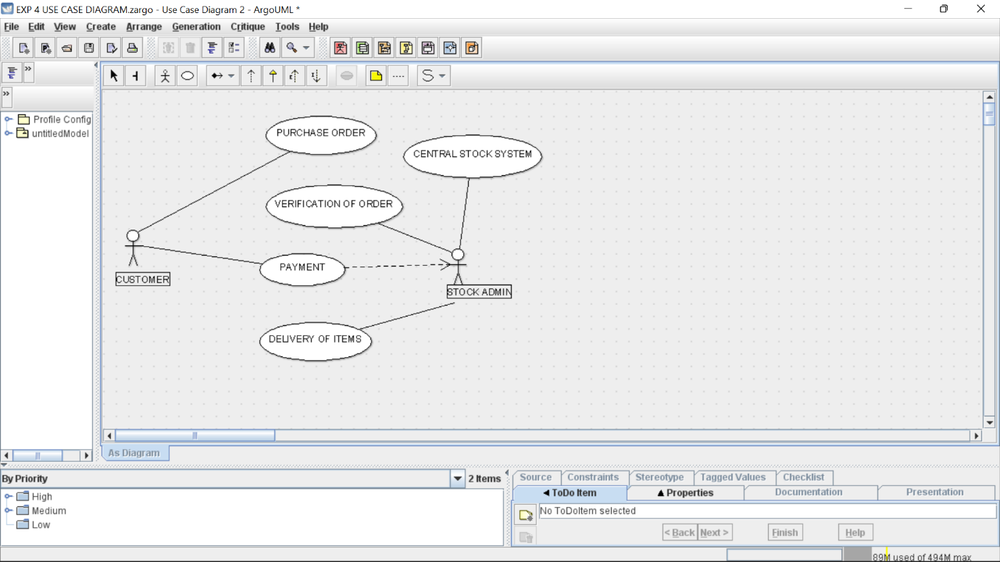 EXP 4 USE CASE DIAGRAM.zargo - Use Case Diagram 2 - ArgoUML *
File Edit View Create Arrange Generation Critique Tools Help
Profile Config
untitledModel
PURCHASE ORDER
CENTRAL STOCK SYSTEM
VERIFICATION OF ORDER
PAYMENT
CUSTOMER
STOCK ADMIN
DELIVERY OF ITEMS
As Diagram
By Priority
2 Items
High
Medium
Low
Source Constraints Stereotype Tagged Values Checklist
ToDo Item Properties Documentation Presentation
No ToDoItem selected
< Back Next > Finish Help
89M used of 494M max